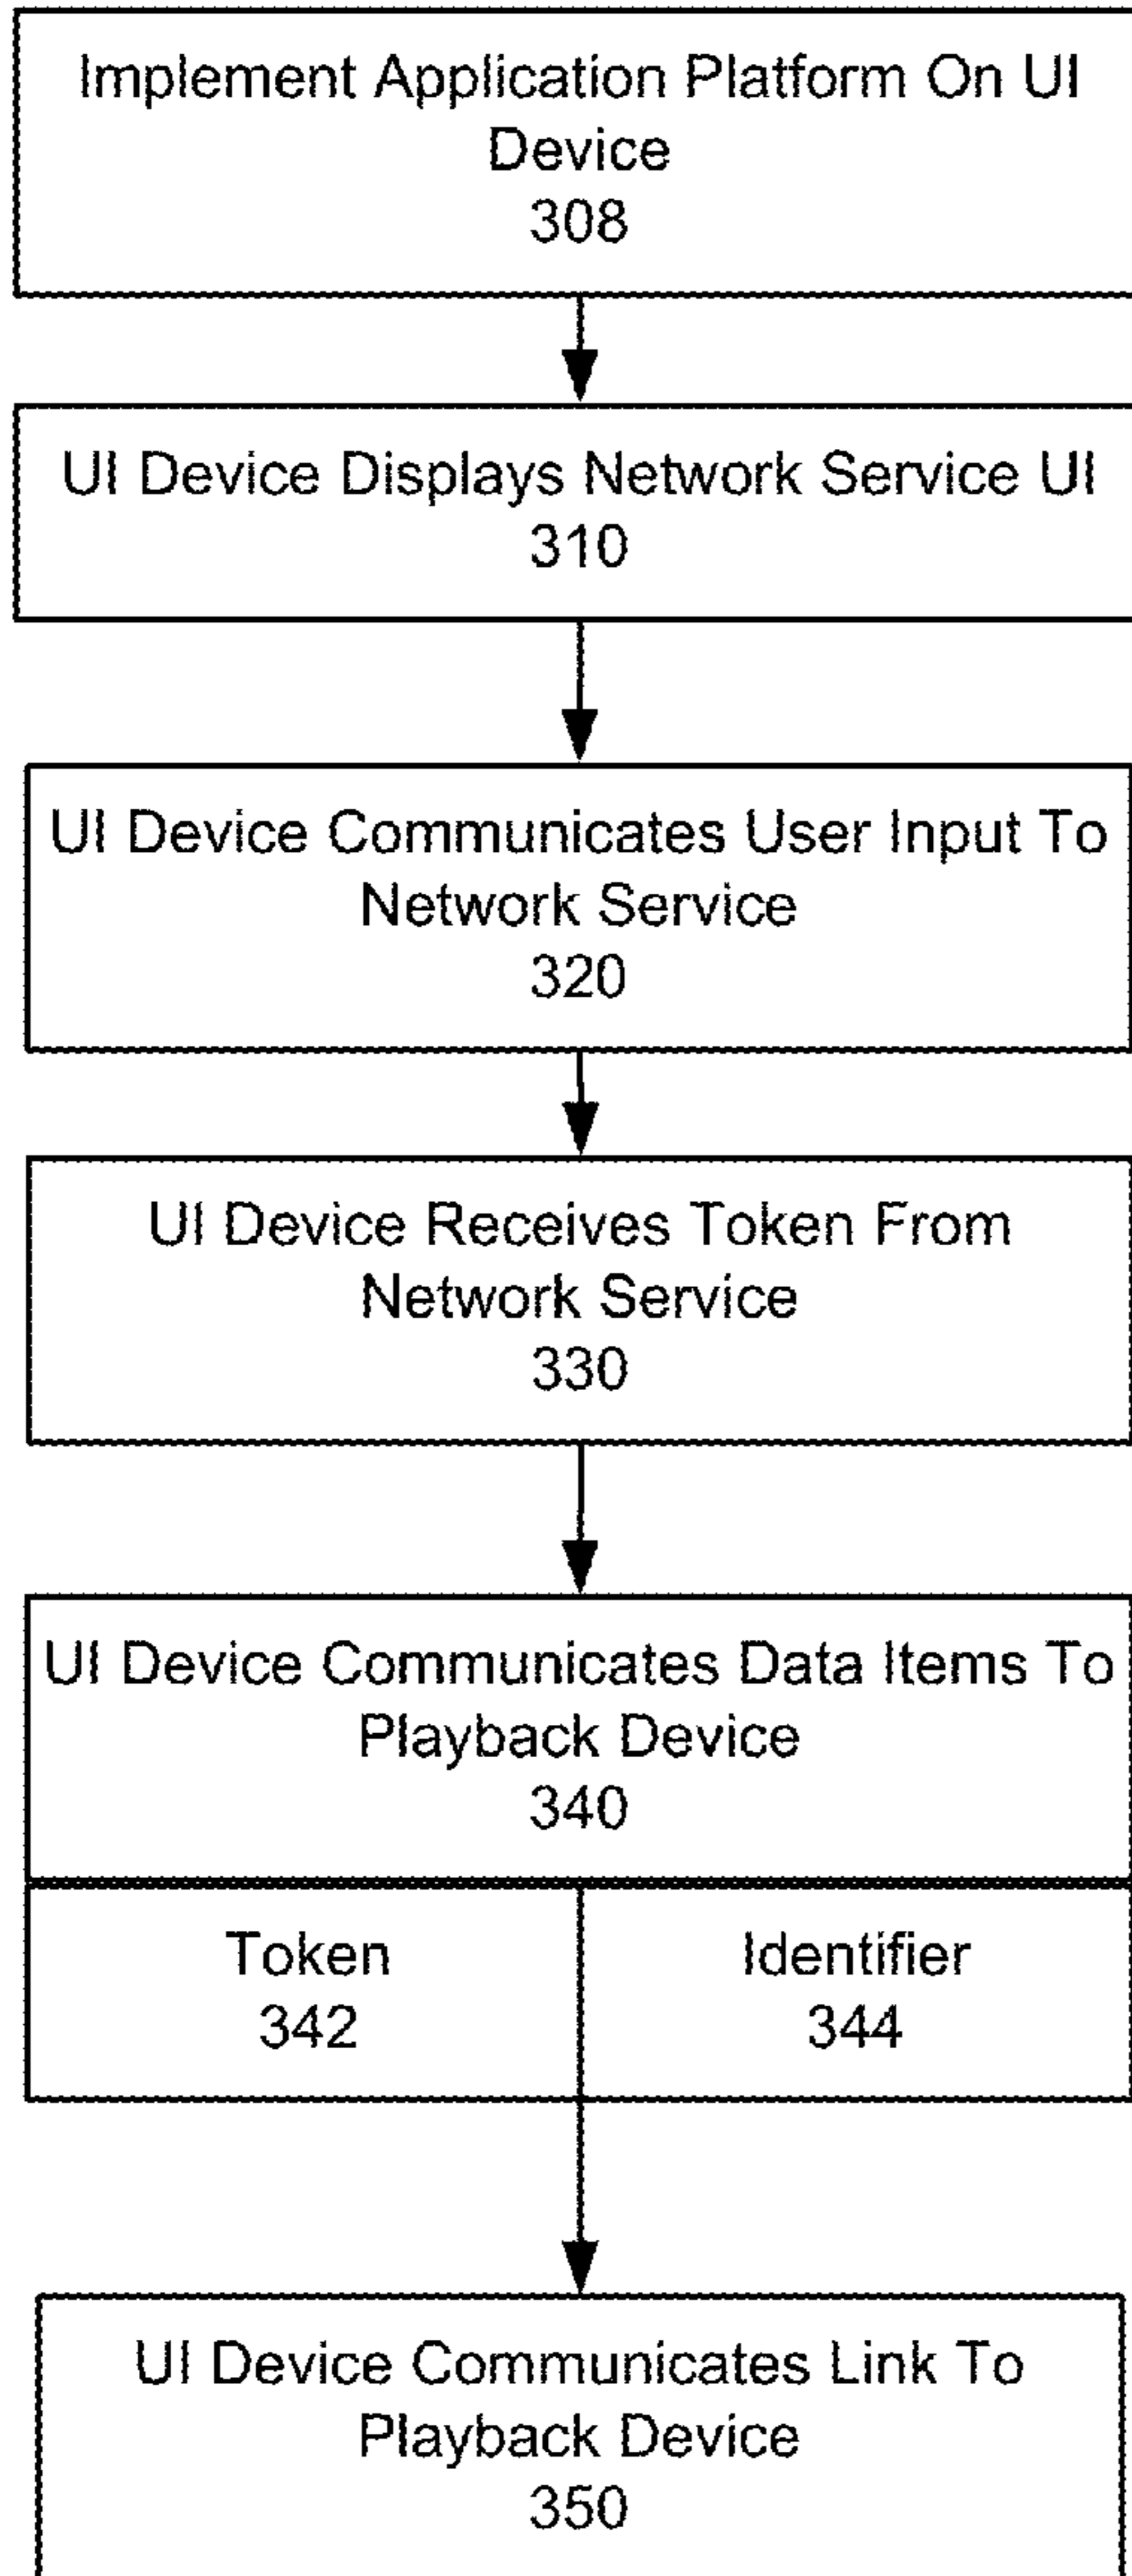 Implement Application Platform On UI
Device
308
UI Device Displays Network Service UI
310
UI Device Communicates User Input To
Network Service
320
UI Device Receives Token From
Network Service
330
UI Device Communicates Data Items To
Playback Device
340
Token
342
Identifier
344
UI Device Communicates Link To
Playback Device
350